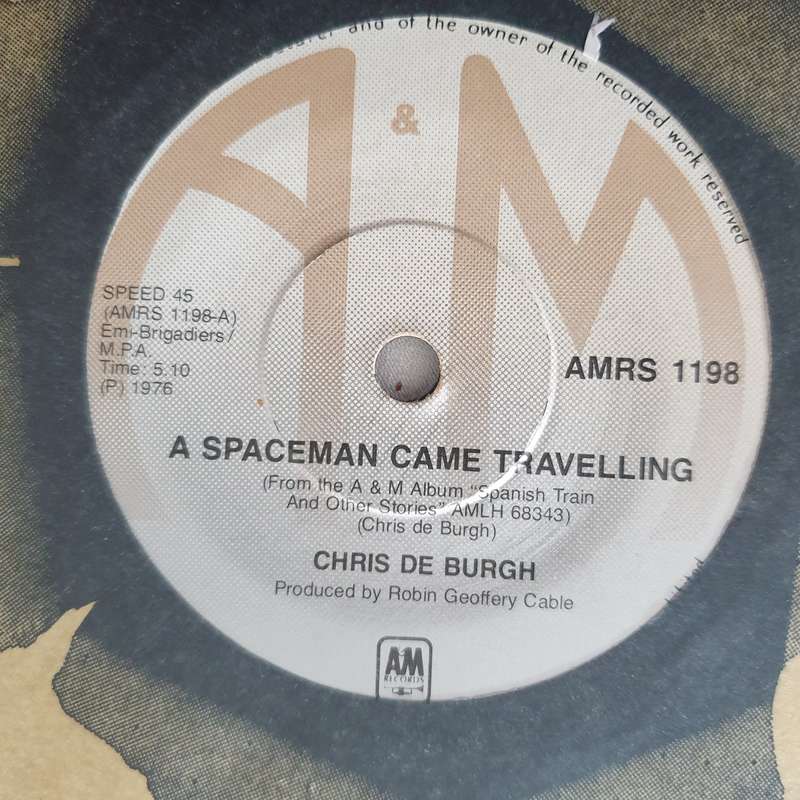 and of the owner of the recorded work reserved
A & M
SPEED 45
(AMRS 1198-A)
Emi-Brigadiers/
M.P.A.
Time: 5.10
(P) 1976
AMRS 1198
A SPACEMAN CAME TRAVELLING
(From the A & M Album "Spanish Train
And Other Stories" AMLH 68343)
(Chris de Burgh)
CHRIS DE BURGH
Produced by Robin Geoffery Cable
A&M
RECORDS